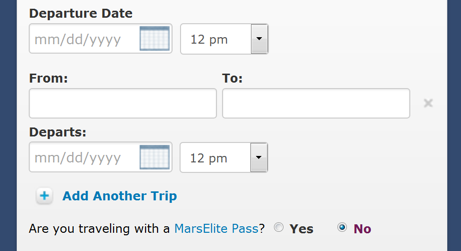 Departure Date
mm/dd/yyyy 12 pm
From: To:
Departs:
mm/dd/yyyy 12 pm
Add Another Trip
Are you traveling with a MarsElite Pass? Yes No